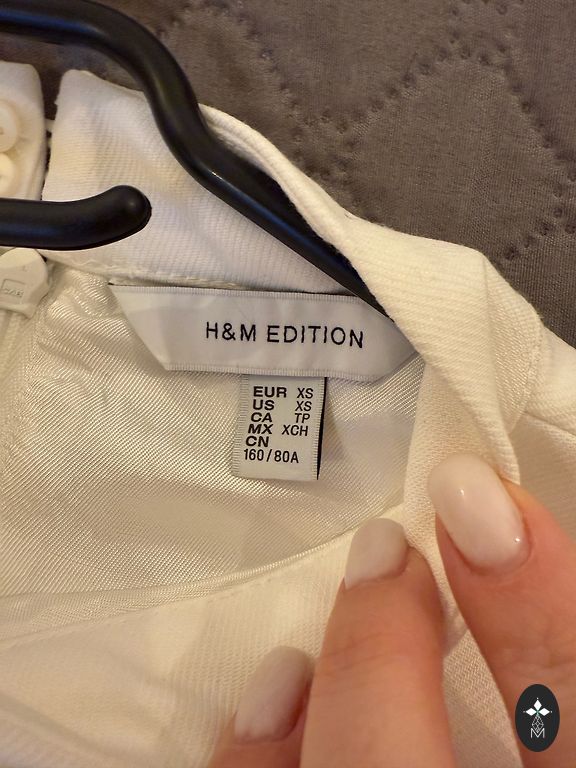 H&M EDITION
EUR XS
US XS
CA TP
MX XCH
CN
160/80A
M